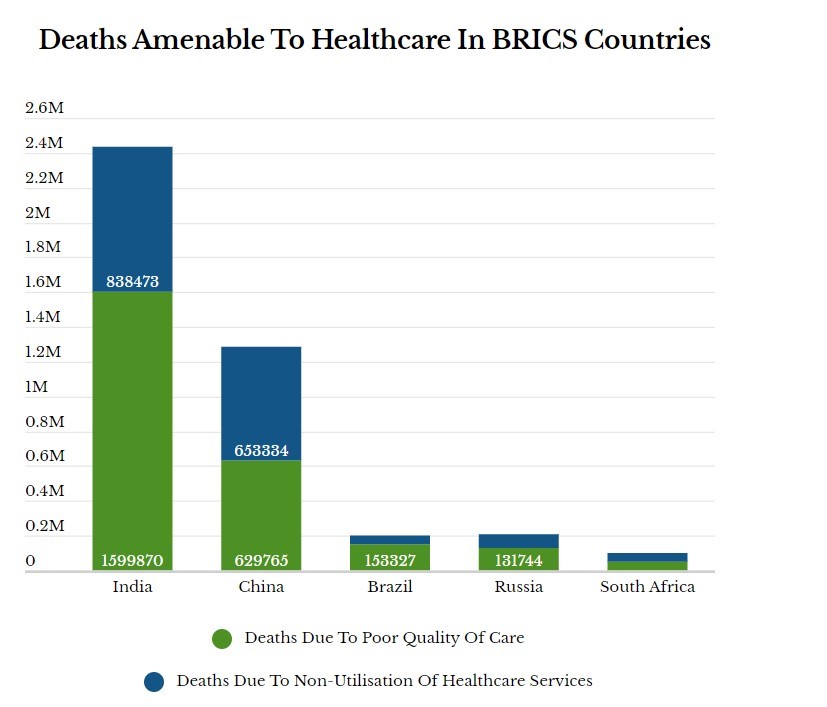 Deaths Amenable To Healthcare In BRICS Countries
2.6M
2.4M
2.2M
2M
1.8M
1.6M
1.4M
1.2M
1M
0.8M
0.6M
0.4M
0.2M
0
838473
1599870
653334
629765
153327
131744
India
China
Brazil
Russia
South Africa
Deaths Due To Poor Quality Of Care
Deaths Due To Non-Utilisation Of Healthcare Services